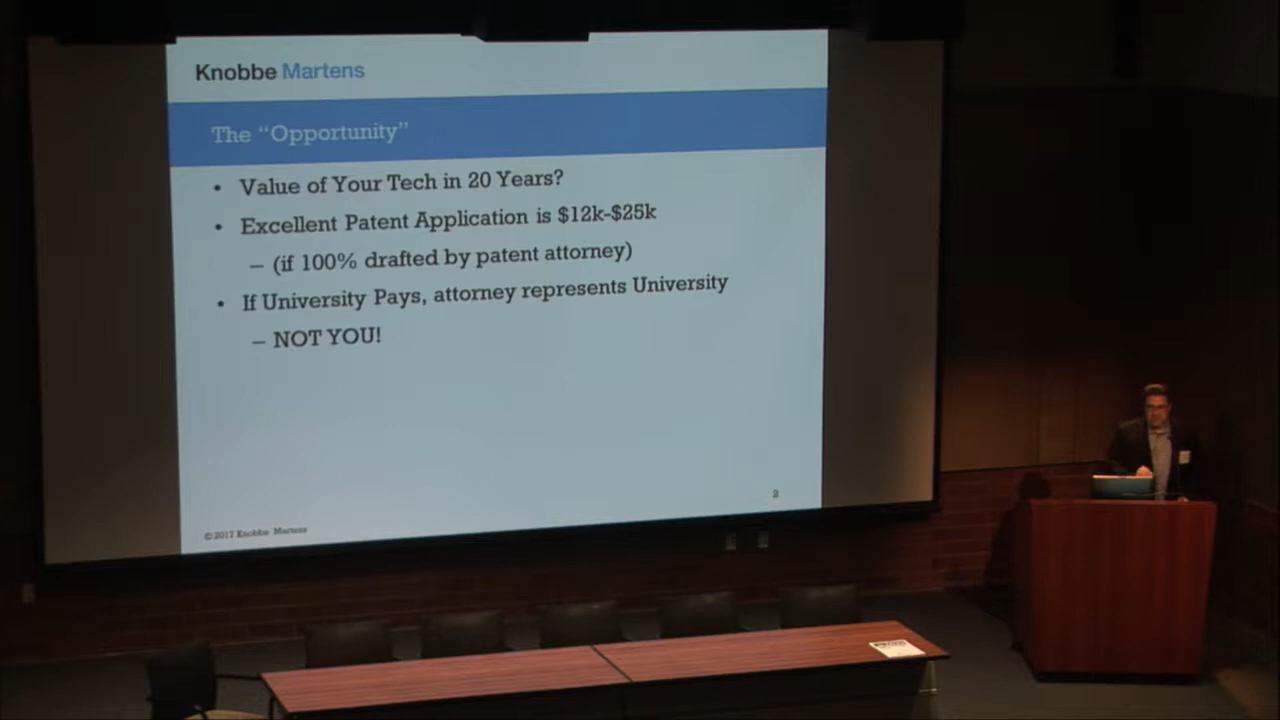 Knobbe Martens
The “Opportunity”
• Value of Your Tech in 20 Years?
• Excellent Patent Application is $12k-$25k
– (if 100% drafted by patent attorney)
• If University Pays, attorney represents University
– NOT YOU!
2
© 2017 Knobbe Martens